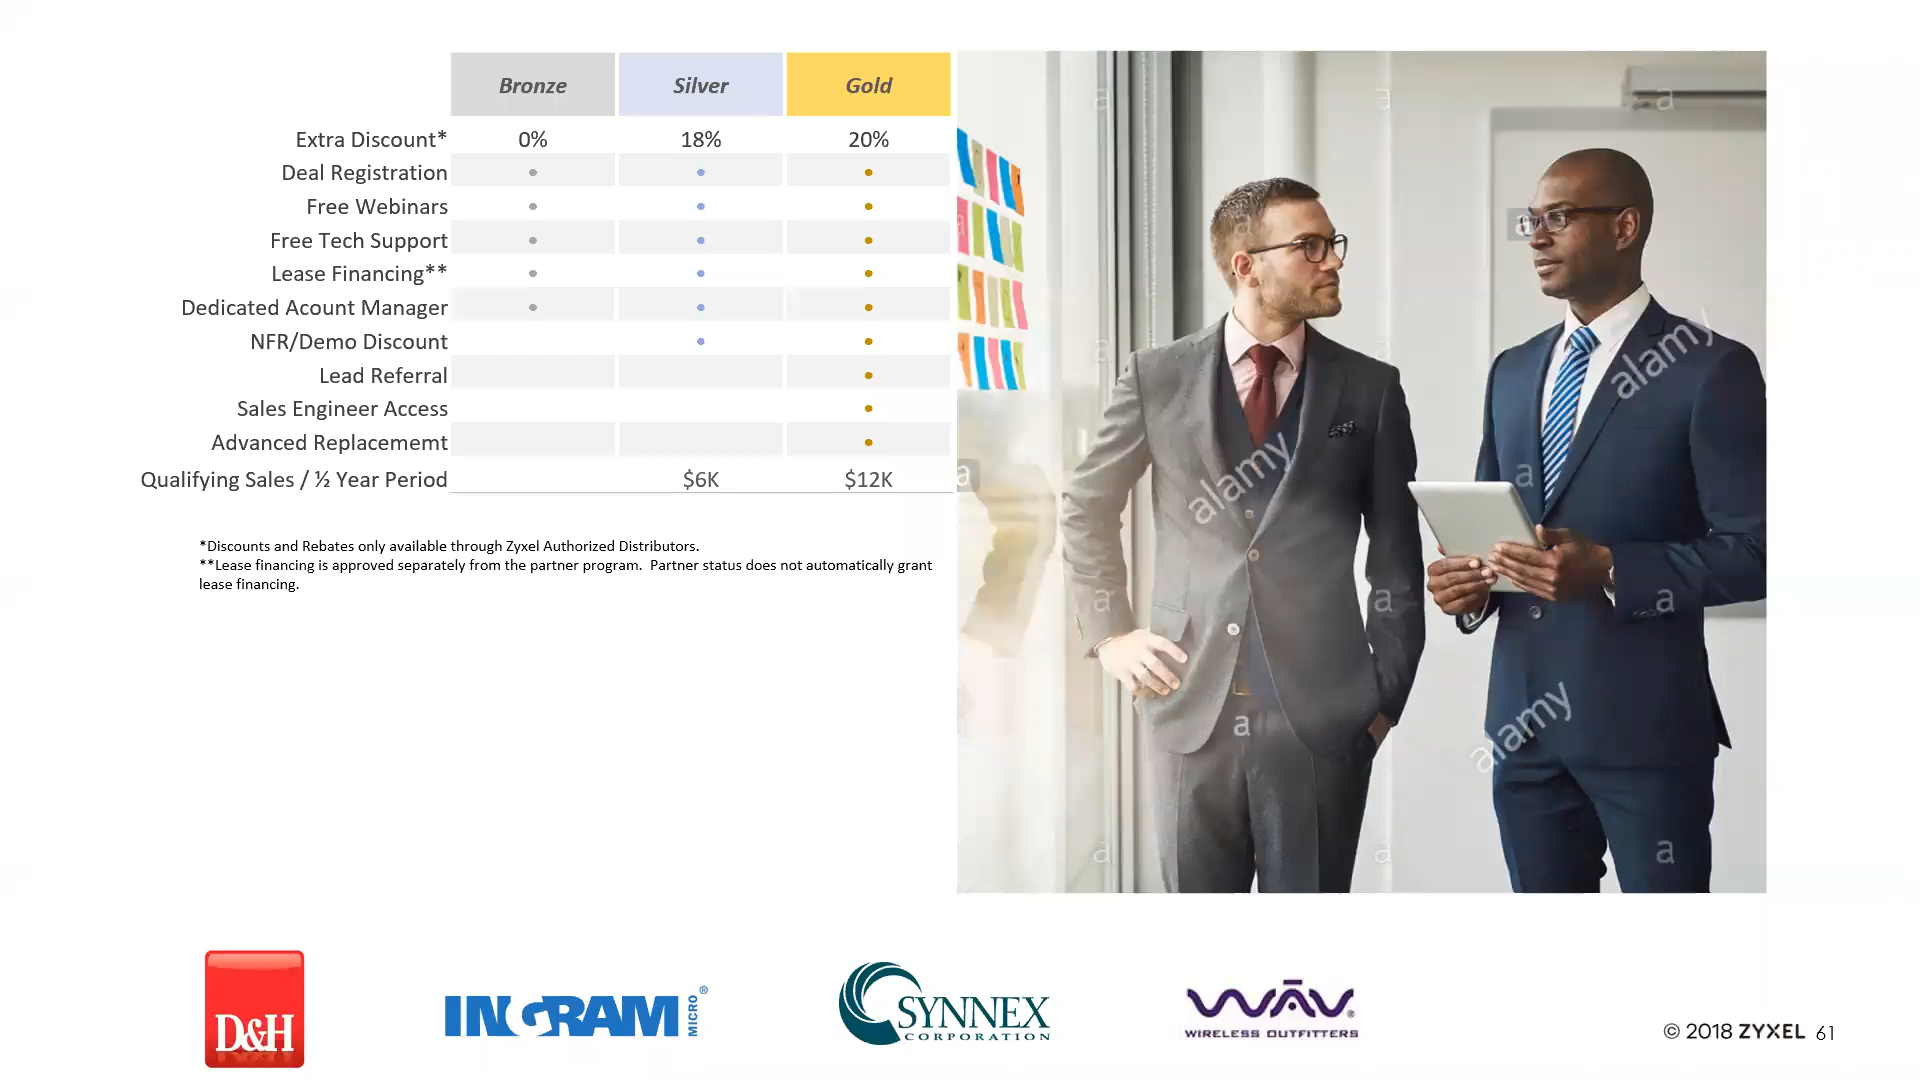 Bronze Silver Gold
Extra Discount* 0% 18% 20%
Deal Registration • • •
Free Webinars • • •
Free Tech Support • • •
Lease Financing** • • •
Dedicated Acount Manager • • •
NFR/Demo Discount • •
Lead Referral •
Sales Engineer Access •
Advanced Replacememt •
Qualifying Sales / ½ Year Period $6K $12K
*Discounts and Rebates only available through Zyxel Authorized Distributors.
**Lease financing is approved separately from the partner program. Partner status does not automatically grant
lease financing.
alamy
alamy
alamy
a
a
a
a
a
a
a
a
a
a
a
D&H
INGRAM MICRO®
SYNNEX
CORPORATION
WĀV®
WIRELESS OUTFITTERS
© 2018 ZYXEL 61